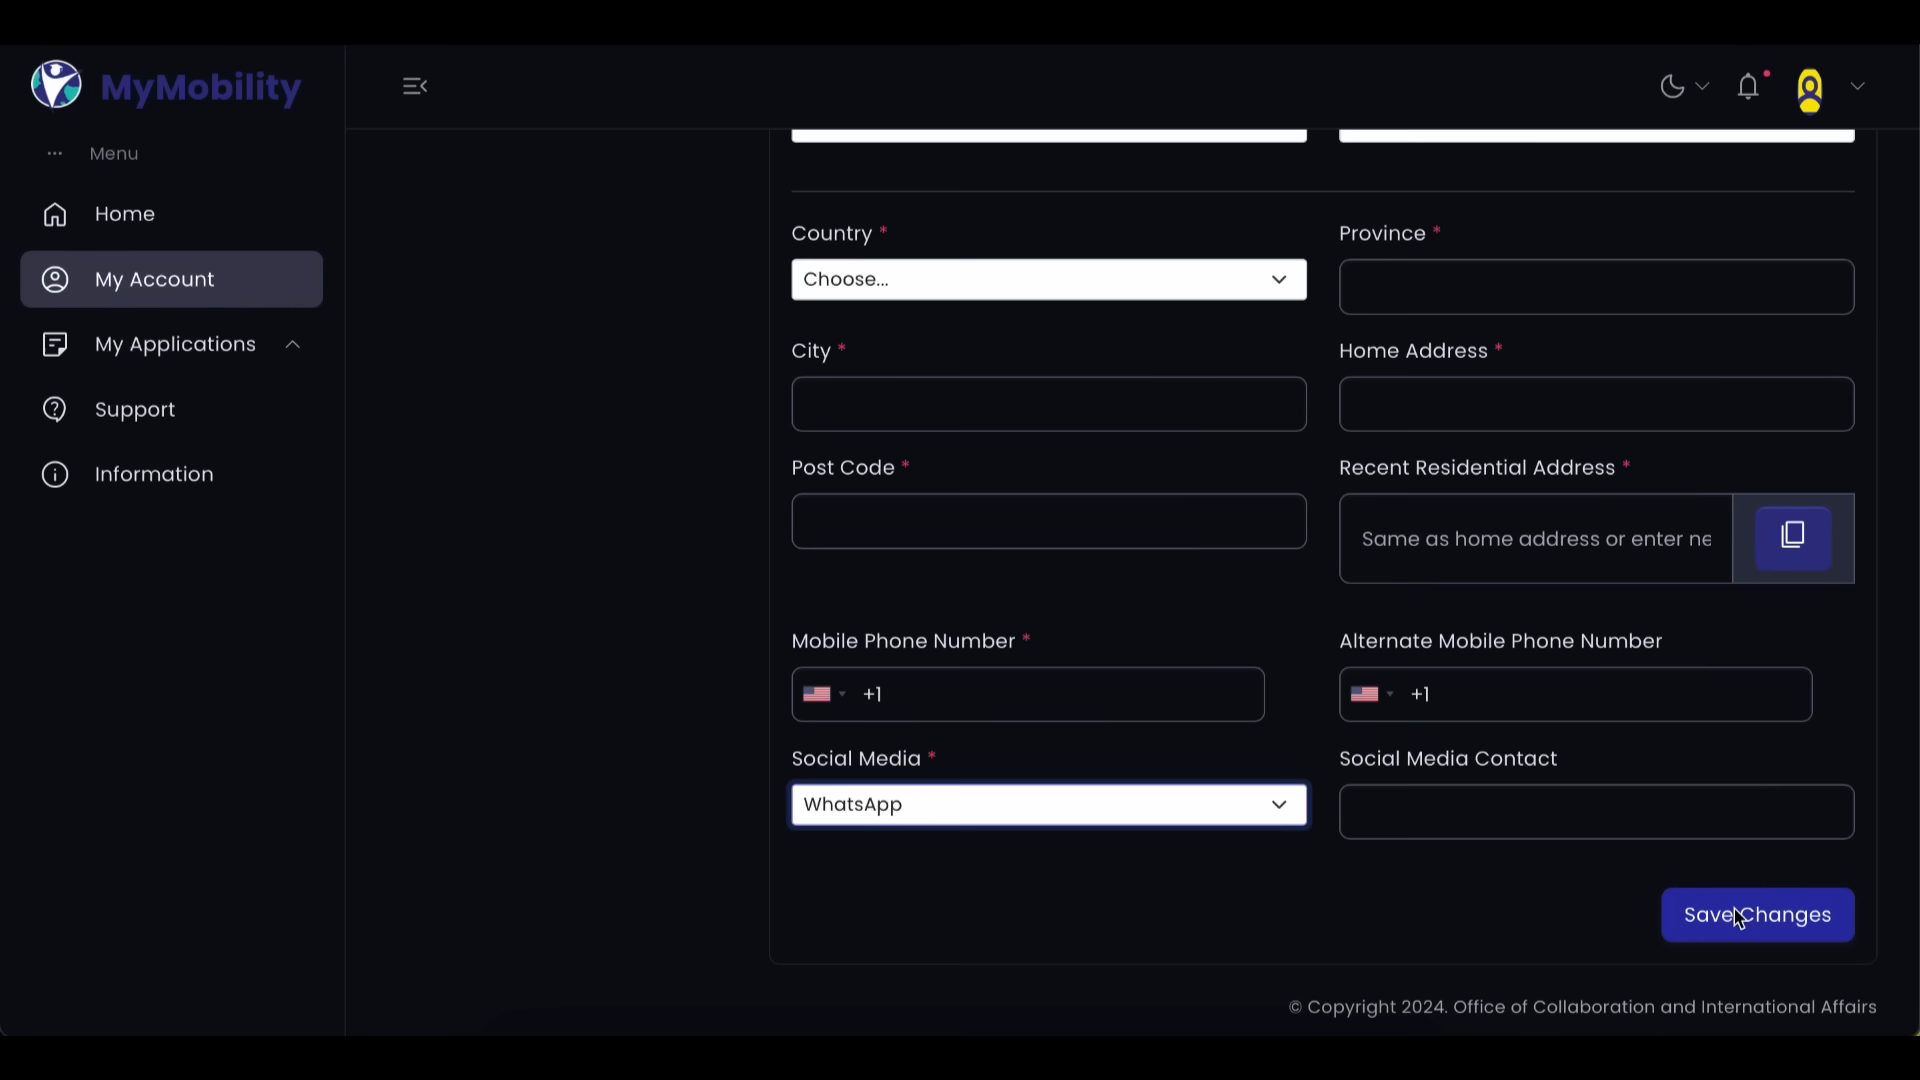 MyMobility
Menu
Home
My Account
My Applications
Support
Information
Country *
Province *
Choose...
City *
Home Address *
Post Code *
Recent Residential Address *
Same as home address or enter ne
Mobile Phone Number *
Alternate Mobile Phone Number
+1
+1
Social Media *
Social Media Contact
WhatsApp
Save Changes
© Copyright 2024. Office of Collaboration and International Affairs